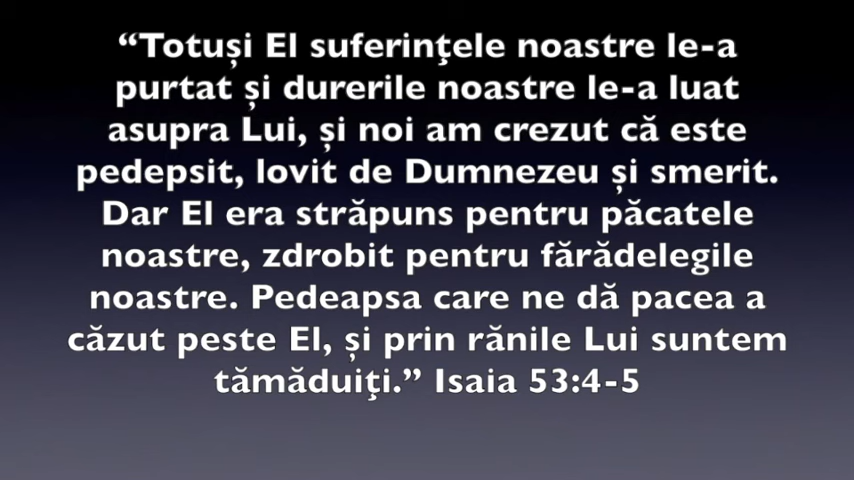 “Totuși El suferinţele noastre le-a
purtat și durerile noastre le-a luat
asupra Lui, și noi am crezut că este
pedepsit, lovit de Dumnezeu și smerit.
Dar El era străpuns pentru păcatele
noastre, zdrobit pentru fărădelegile
noastre. Pedeapsa care ne dă pacea a
căzut peste El, și prin rănile Lui suntem
tămăduiţi.” Isaia 53:4-5